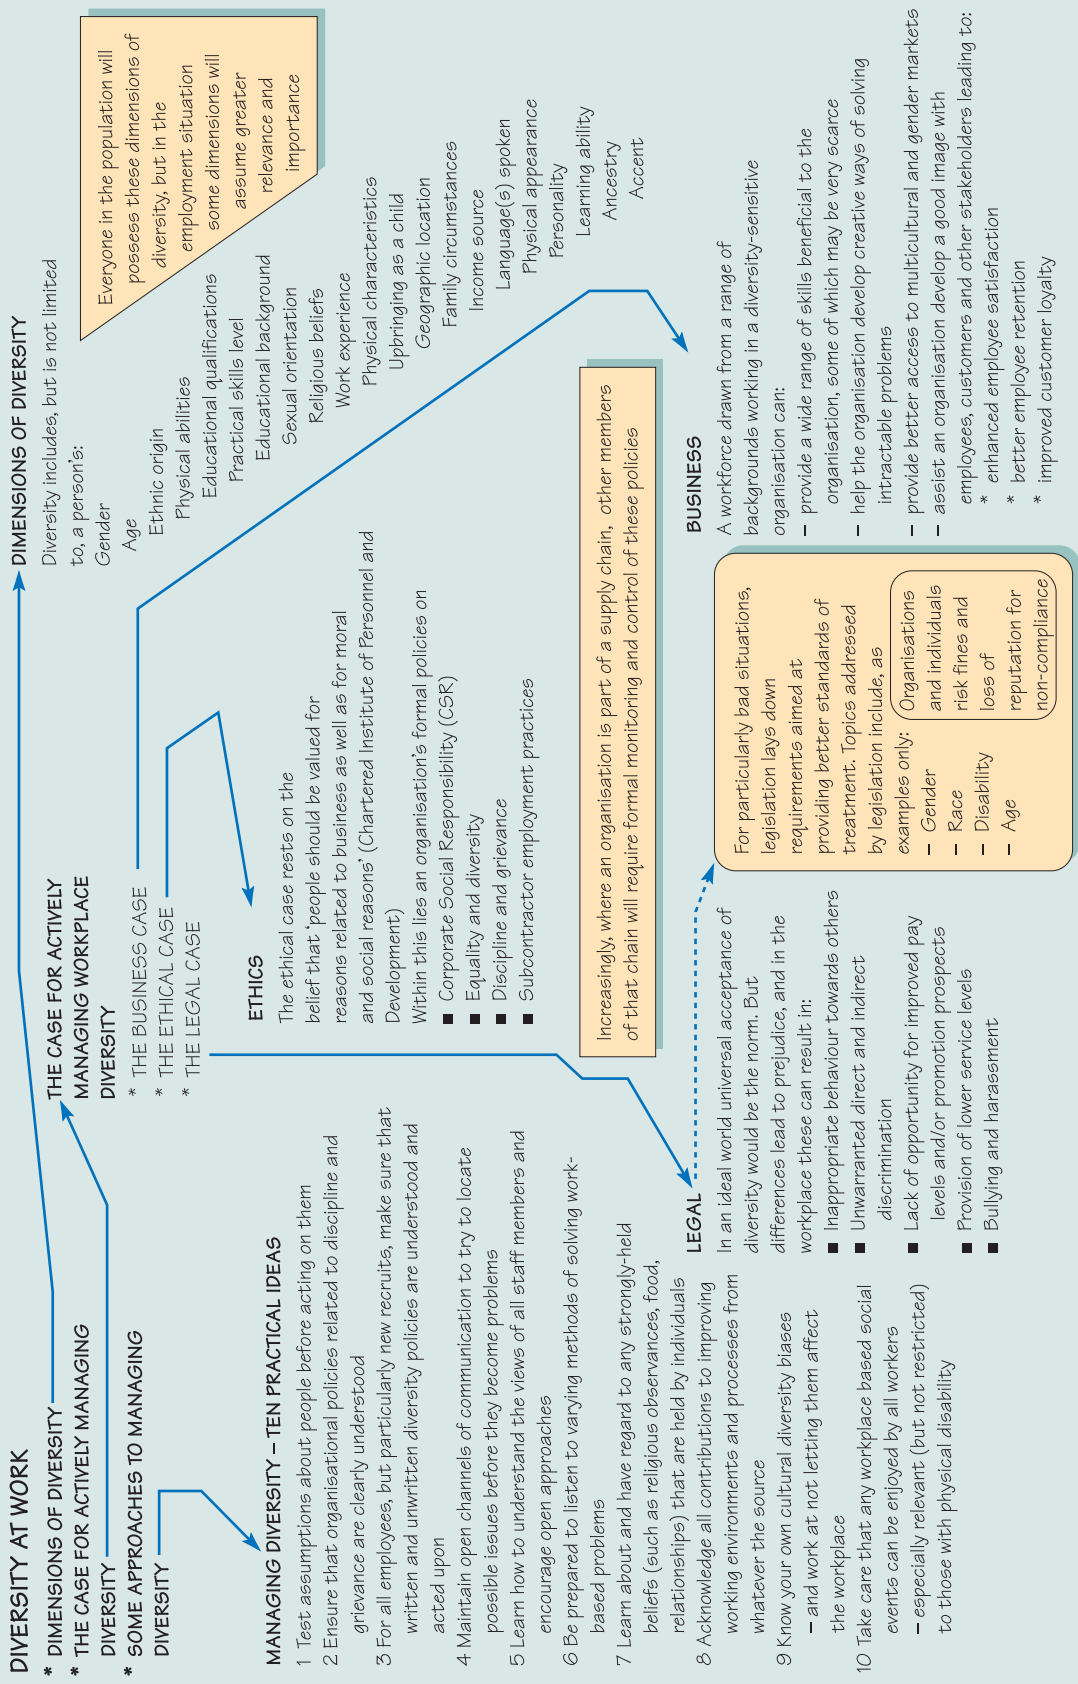 DIVERSITY AT WORK
* DIMENSIONS OF DIVERSITY
* THE CASE FOR ACTIVELY MANAGING
DIVERSITY
* SOME APPROACHES TO MANAGING
DIVERSITY
MANAGING DIVERSITY – TEN PRACTICAL IDEAS
1 Test assumptions about people before acting on them
2 Ensure that organisational policies related to discipline and
grievance are clearly understood
3 For all employees, but particularly new recruits, make sure that
written and unwritten diversity policies are understood and
acted upon
4 Maintain open channels of communication to try to locate
possible issues before they become problems
5 Learn how to understand the views of all staff members and
encourage open approaches
6 Be prepared to listen to varying methods of solving work-
based problems
7 Learn about and have regard to any strongly-held
beliefs (such as religious observances, food,
relationships) that are held by individuals
8 Acknowledge all contributions to improving
working environments and processes from
whatever the source
9 Know your own cultural diversity biases
– and work at not letting them affect
the workplace
10 Take care that any workplace based social
events can be enjoyed by all workers
– especially relevant (but not restricted)
to those with physical disability
THE CASE FOR ACTIVELY
MANAGING WORKPLACE
DIVERSITY
* THE BUSINESS CASE
* THE ETHICAL CASE
* THE LEGAL CASE
ETHICS
The ethical case rests on the
belief that ‘people should be valued for
reasons related to business as well as for moral
and social reasons’ (Chartered Institute of Personnel and
Development)
Within this lies an organisation’s formal policies on
■ Corporate Social Responsibility (CSR)
■ Equality and diversity
■ Discipline and grievance
■ Subcontractor employment practices
Increasingly, where an organisation is part of a supply chain, other members
of that chain will require formal monitoring and control of these policies
LEGAL
In an ideal world universal acceptance of
diversity would be the norm. But
differences lead to prejudice, and in the
workplace these can result in:
■ Inappropriate behaviour towards others
■ Unwarranted direct and indirect
discrimination
■ Lack of opportunity for improved pay
levels and/or promotion prospects
■ Provision of lower service levels
■ Bullying and harassment
For particularly bad situations,
legislation lays down
requirements aimed at
providing better standards of
treatment. Topics addressed
by legislation include, as
examples only:
– Gender
– Race
– Disability
– Age
Organisations
and individuals
risk fines and
loss of
reputation for
non-compliance
DIMENSIONS OF DIVERSITY
Diversity includes, but is not limited
to, a person’s:
Gender
Age
Ethnic origin
Physical abilities
Educational qualifications
Practical skills level
Educational background
Sexual orientation
Religious beliefs
Work experience
Physical characteristics
Upbringing as a child
Geographic location
Family circumstances
Income source
Language(s) spoken
Physical appearance
Personality
Learning ability
Ancestry
Accent
Everyone in the population will
possess these dimensions of
diversity, but in the
employment situation
some dimensions will
assume greater
relevance and
importance
BUSINESS
A workforce drawn from a range of
backgrounds working in a diversity-sensitive
organisation can:
– provide a wide range of skills beneficial to the
organisation, some of which may be very scarce
– help the organisation develop creative ways of solving
intractable problems
– provide better access to multicultural and gender markets
– assist an organisation develop a good image with
employees, customers and other stakeholders leading to:
* enhanced employee satisfaction
* better employee retention
* improved customer loyalty